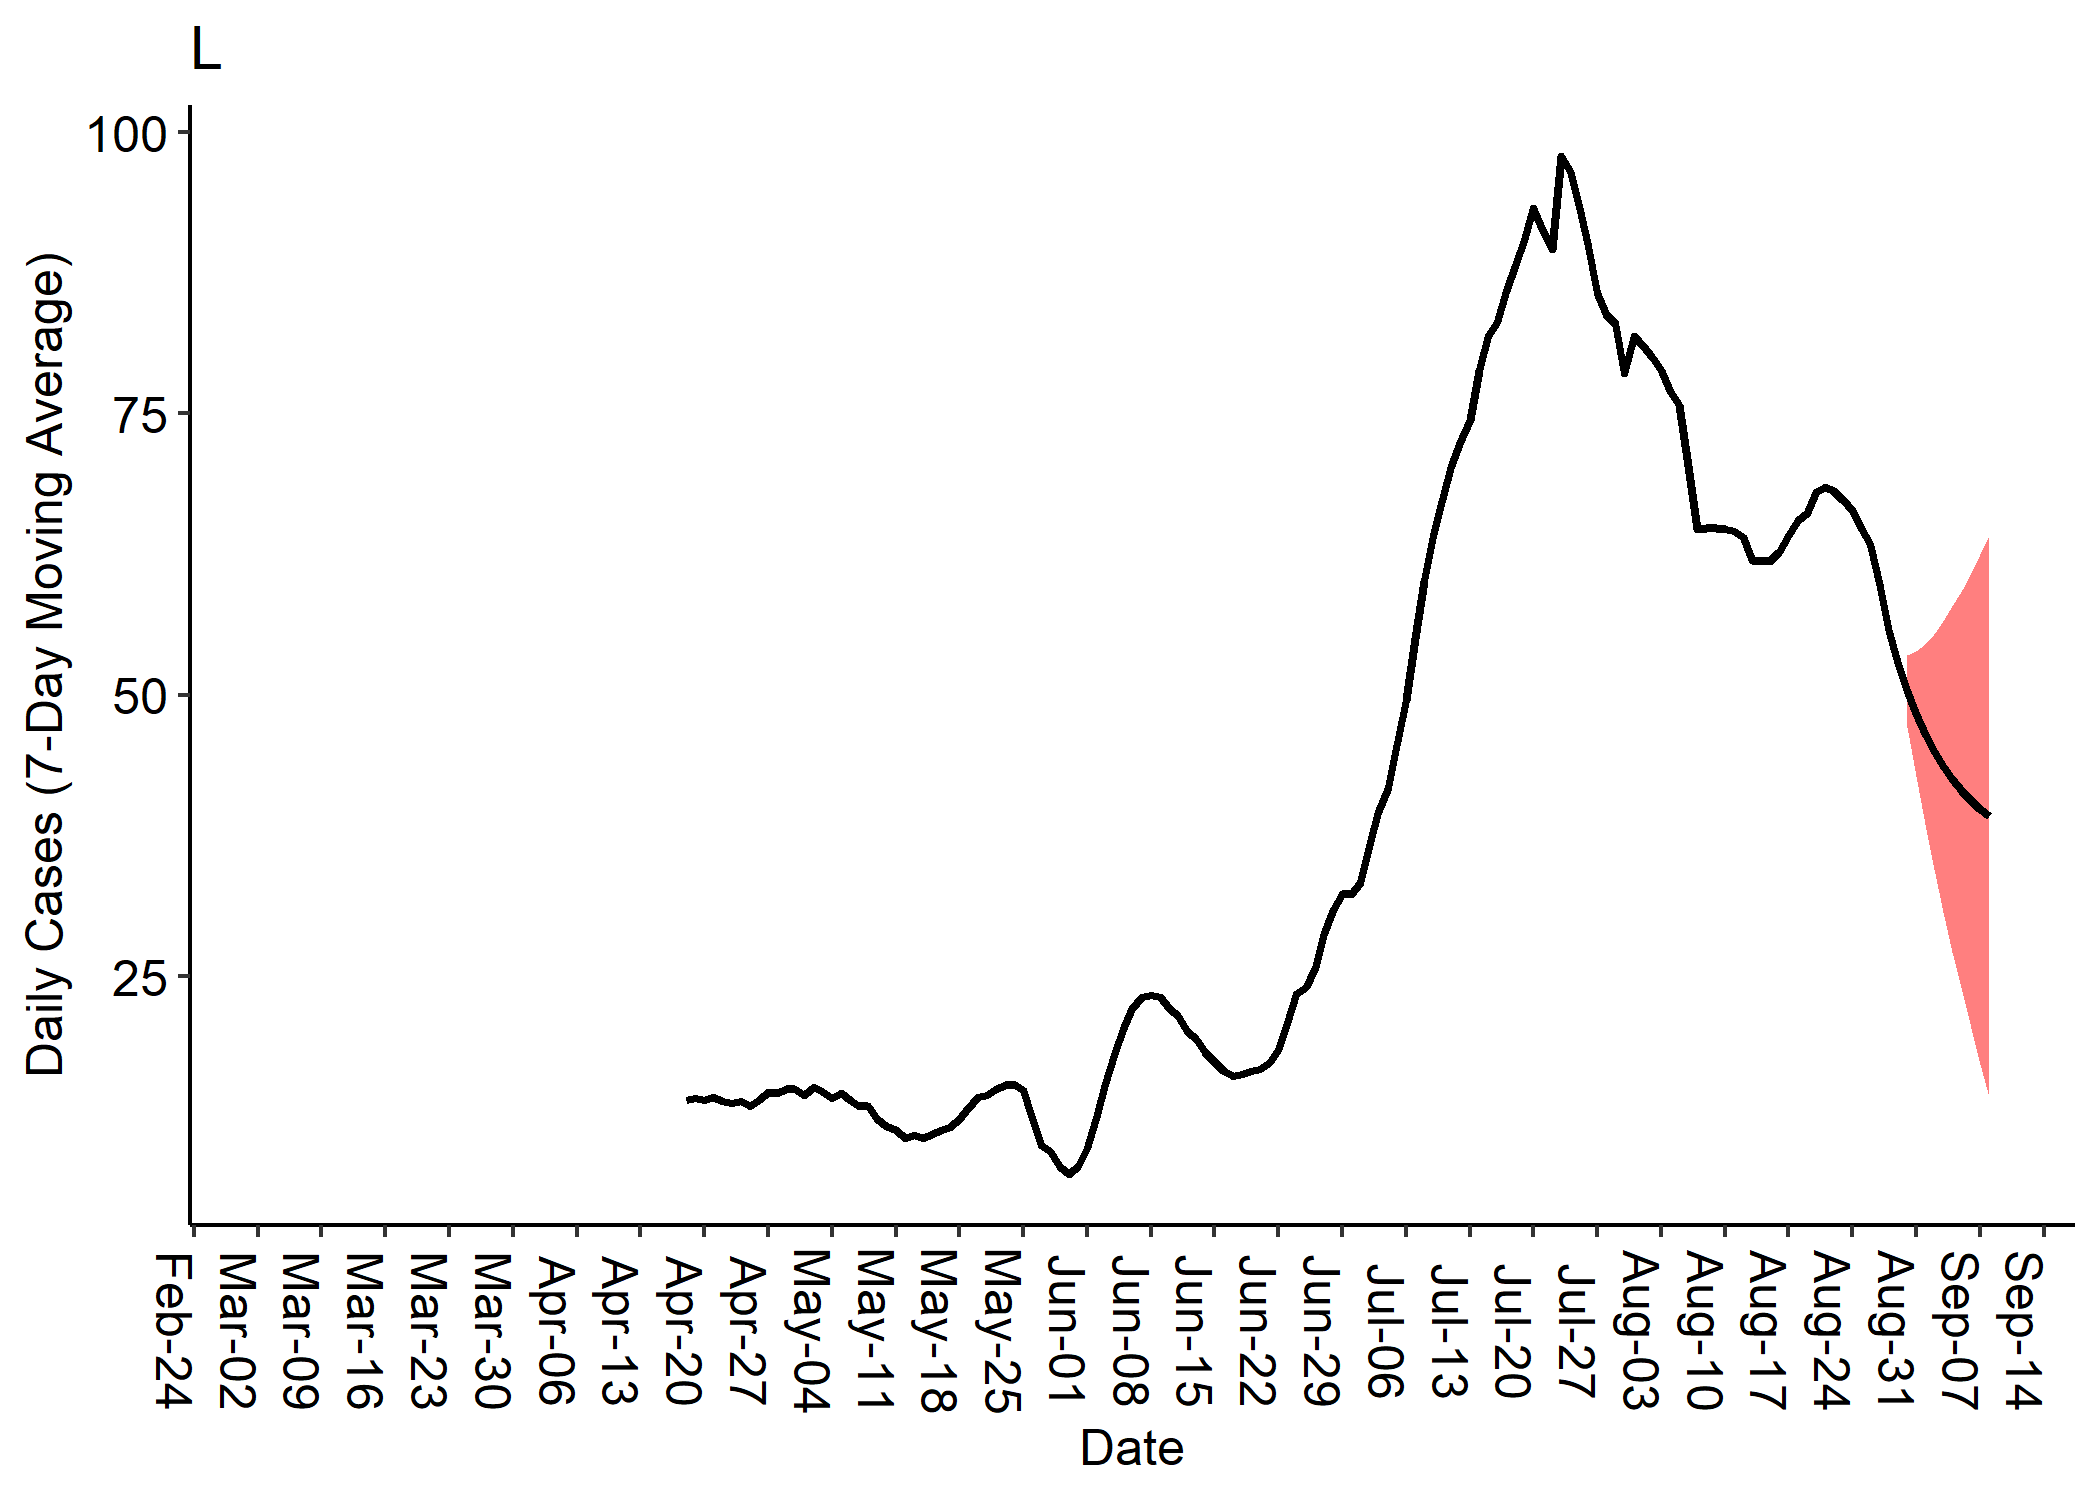 L
Daily Cases (7-Day Moving Average)
100
75
50
25
Feb-24
Mar-02
Mar-09
Mar-16
Mar-23
Mar-30
Apr-06
Apr-13
Apr-20
Apr-27
May-04
May-11
May-18
May-25
Jun-01
Jun-08
Jun-15
Jun-22
Jun-29
Jul-06
Jul-13
Jul-20
Jul-27
Aug-03
Aug-10
Aug-17
Aug-24
Aug-31
Sep-07
Sep-14
Date